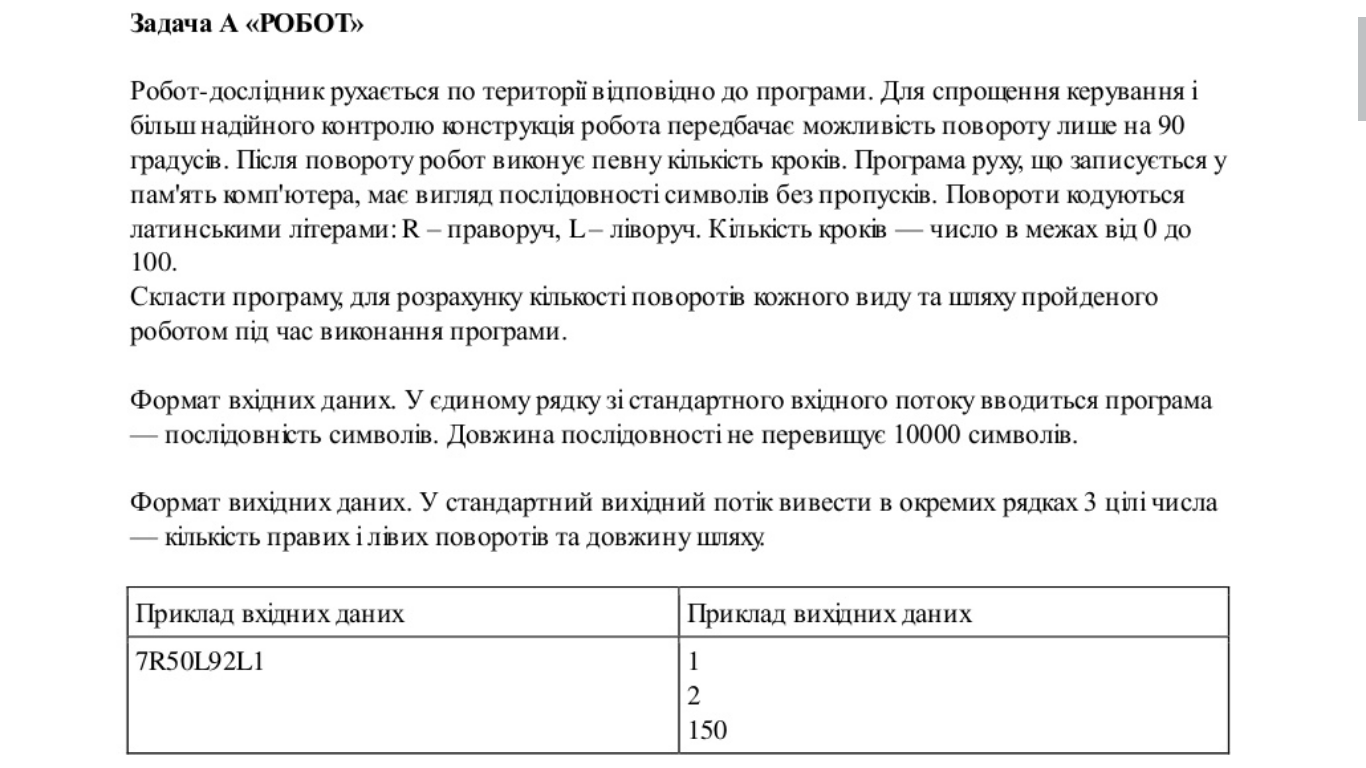 Задача А «РОБОТ»
Робот-дослідник рухається по території відповідно до програми. Для спрощення керування і
більш надійного контролю конструкція робота передбачає можливість повороту лише на 90
градусів. Після повороту робот виконує певну кількість кроків. Програма руху, що записується у
пам'ять комп'ютера, має вигляд послідовності символів без пропусків. Повороти кодуються
латинськими літерами: R – праворуч, L – ліворуч. Кількість кроків — число в межах від 0 до
100.
Скласти програму, для розрахунку кількості поворотів кожного виду та шляху пройденого
роботом під час виконання програми.
Формат вхідних даних. У єдиному рядку зі стандартного вхідного потоку вводиться програма
— послідовність символів. Довжина послідовності не перевищує 10000 символів.
Формат вихідних даних. У стандартний вихідний потік вивести в окремих рядках 3 цілі числа
— кількість правих і лівих поворотів та довжину шляху.
Приклад вхідних даних
Приклад вихідних даних
7R50L92L1
1
2
150